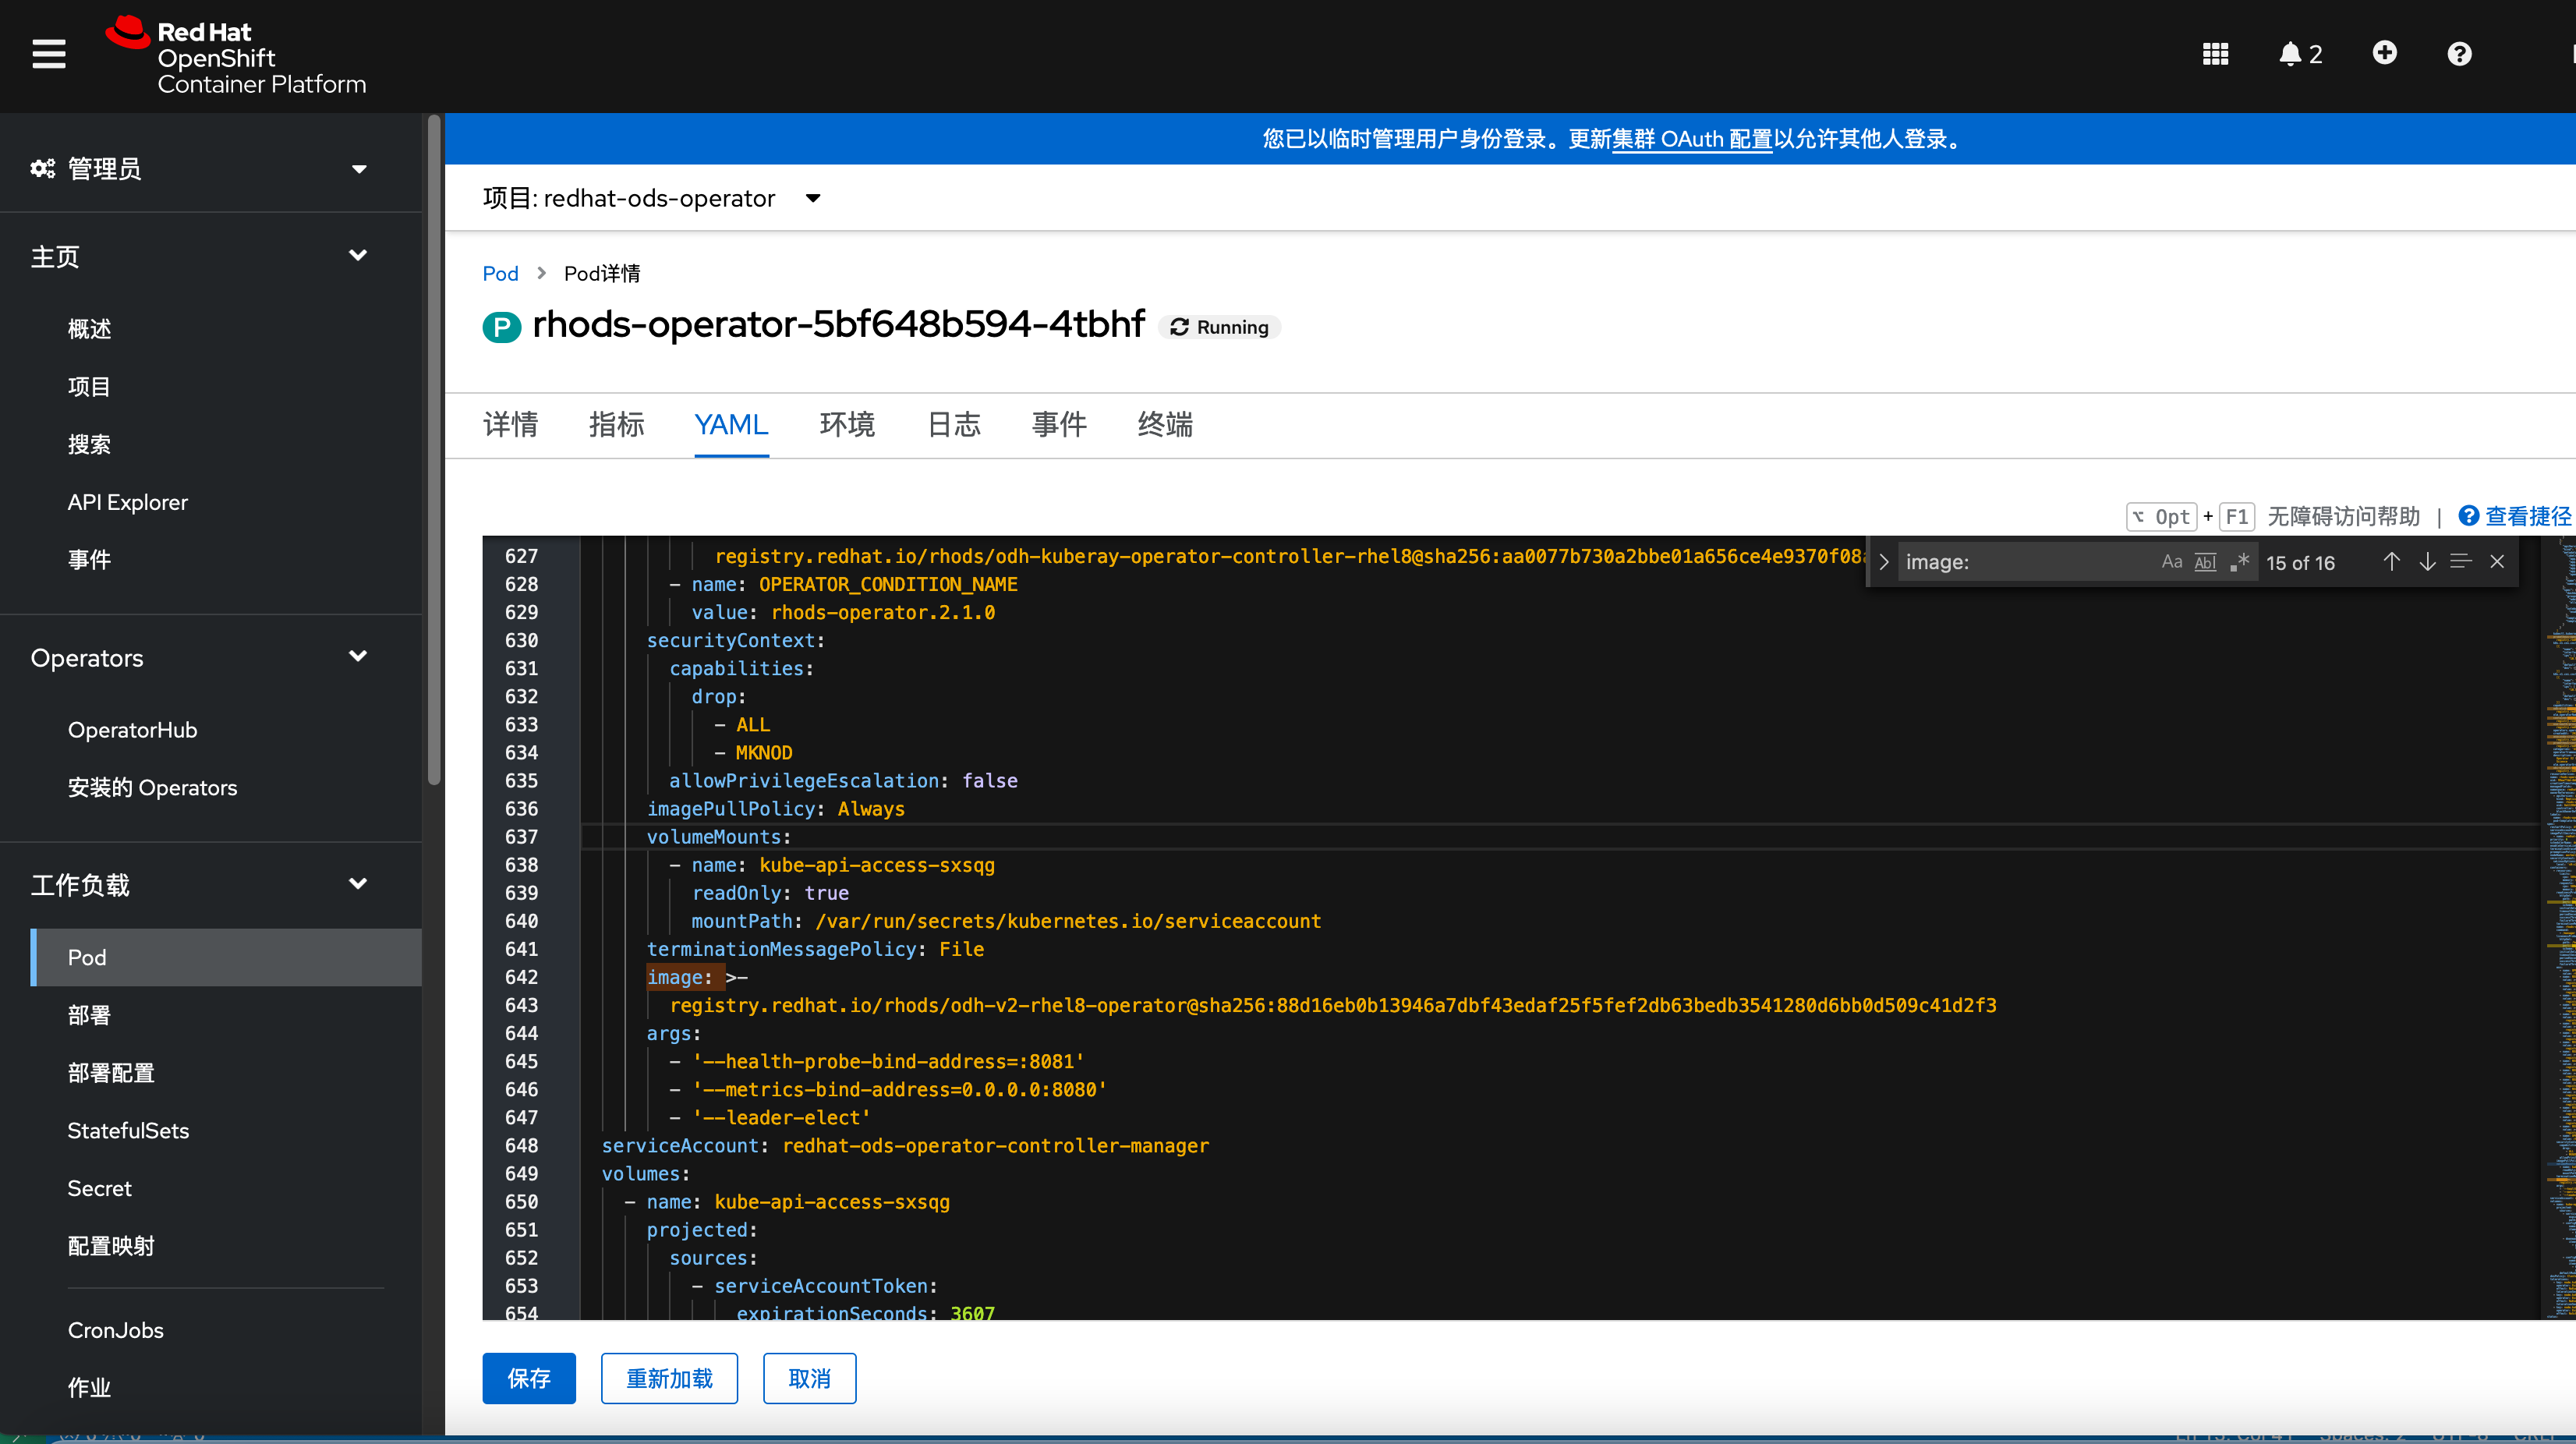 Red Hat
OpenShift
Container Platform
2
管理员
主页
概述
项目
搜索
API Explorer
事件
Operators
OperatorHub
安装的 Operators
工作负载
Pod
部署
部署配置
StatefulSets
Secret
配置映射
CronJobs
作业
您已以临时管理用户身份登录。更新集群 OAuth 配置以允许其他人登录。
项目: redhat-ods-operator
Pod > Pod详情
P rhods-operator-5bf648b594-4tbhf Running
详情 指标 YAML 环境 日志 事件 终端
⌥ Opt + F1 无障碍访问帮助 | 查看捷径
image: Aa Abl .* 15 of 16
627 registry.redhat.io/rhods/odh-kuberay-operator-controller-rhel8@sha256:aa0077b730a2bbe01a656ce4e9370f08a
628 - name: OPERATOR_CONDITION_NAME
629 value: rhods-operator.2.1.0
630 securityContext:
631 capabilities:
632 drop:
633 - ALL
634 - MKNOD
635 allowPrivilegeEscalation: false
636 imagePullPolicy: Always
637 volumeMounts:
638 - name: kube-api-access-sxsqg
639 readOnly: true
640 mountPath: /var/run/secrets/kubernetes.io/serviceaccount
641 terminationMessagePolicy: File
642 image: >-
643 registry.redhat.io/rhods/odh-v2-rhel8-operator@sha256:88d16eb0b13946a7dbf43edaf25f5fef2db63bedb3541280d6bb0d509c41d2f3
644 args:
645 - '--health-probe-bind-address=:8081'
646 - '--metrics-bind-address=0.0.0.0:8080'
647 - '--leader-elect'
648 serviceAccount: redhat-ods-operator-controller-manager
649 volumes:
650 - name: kube-api-access-sxsqg
651 projected:
652 sources:
653 - serviceAccountToken:
654 expirationSeconds: 3607
保存 重新加载 取消